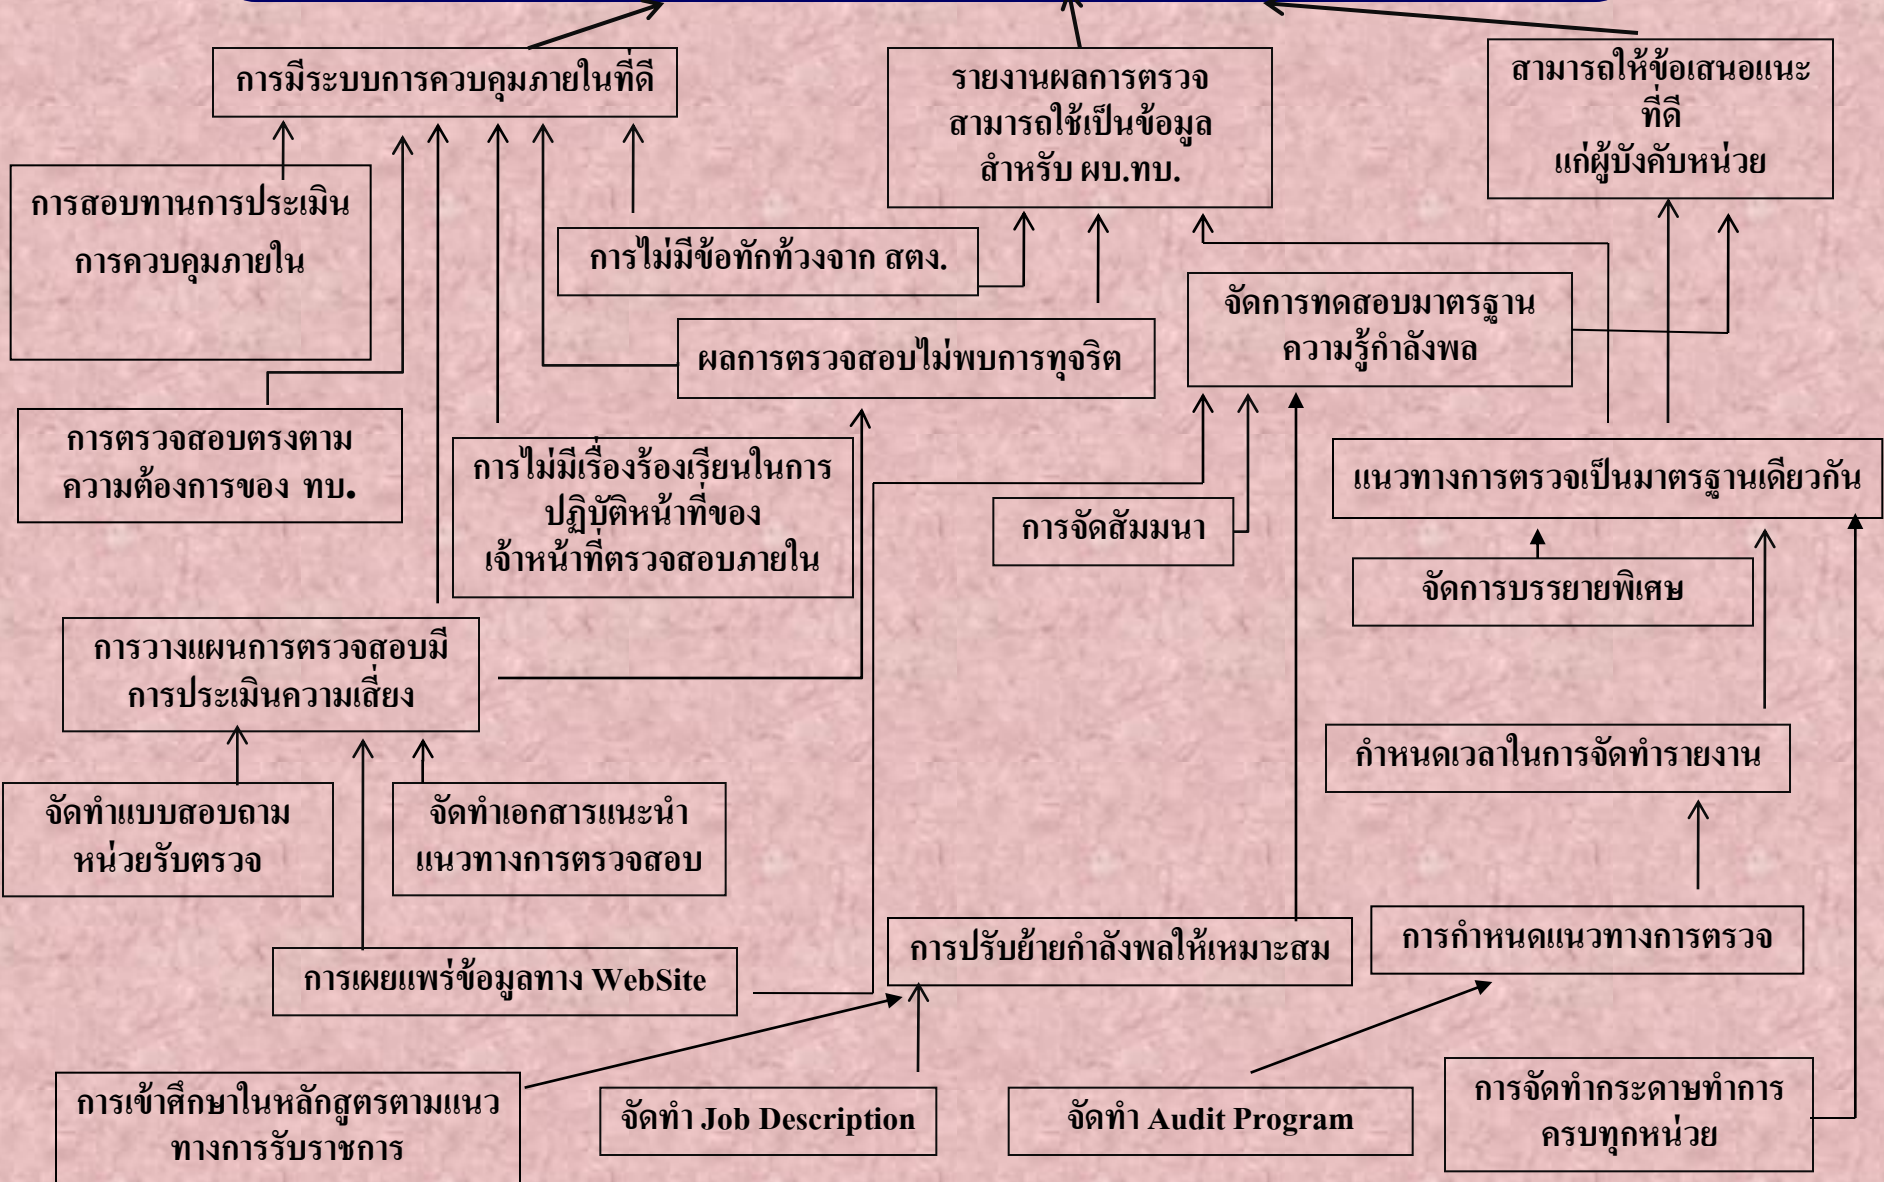 การมีระบบการควบคุมภายในที่ดี
รายงานผลการตรวจ
สามารถใช้เป็นข้อมูล
สำหรับ ผบ.ทบ.
สามารถให้ข้อเสนอแนะ
ที่ดี
แก่ผู้บังคับหน่วย
การสอบทานการประเมิน
การควบคุมภายใน
การไม่มีข้อทักท้วงจาก สตง.
จัดการทดสอบมาตรฐาน
ความรู้กำลังพล
ผลการตรวจสอบไม่พบการทุจริต
การตรวจสอบตรงตาม
ความต้องการของ ทบ.
การไม่มีเรื่องร้องเรียนในการ
ปฏิบัติหน้าที่ของ
เจ้าหน้าที่ตรวจสอบภายใน
การจัดสัมมนา
แนวทางการตรวจเป็นมาตรฐานเดียวกัน
จัดการบรรยายพิเศษ
การวางแผนการตรวจสอบมี
การประเมินความเสี่ยง
กำหนดเวลาในการจัดทำรายงาน
จัดทำแบบสอบถาม
หน่วยรับตรวจ
จัดทำเอกสารแนะนำ
แนวทางการตรวจสอบ
การปรับย้ายกำลังพลให้เหมาะสม
การกำหนดแนวทางการตรวจ
การเผยแพร่ข้อมูลทาง WebSite
การเข้าศึกษาในหลักสูตรตามแนว
ทางการรับราชการ
จัดทำ Job Description
จัดทำ Audit Program
การจัดทำกระดาษทำการ
ครบทุกหน่วย